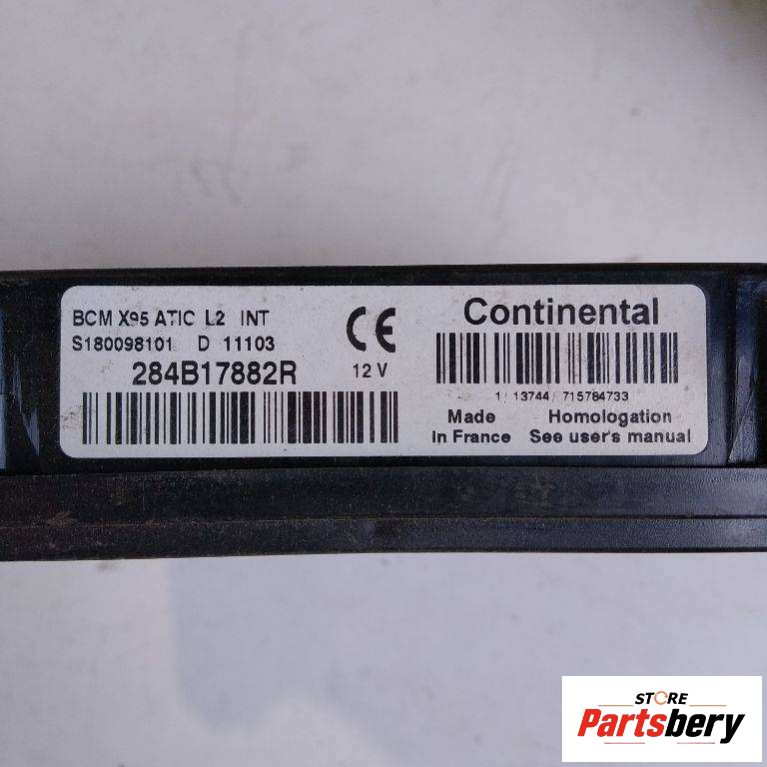 BCM X95 ATIC L2 INT
S180098101 D 11103
284B17882R
12 V
Continental
1 13744 715784733
Made
In France
Homologation
See user's manual
STORE
Partsbery